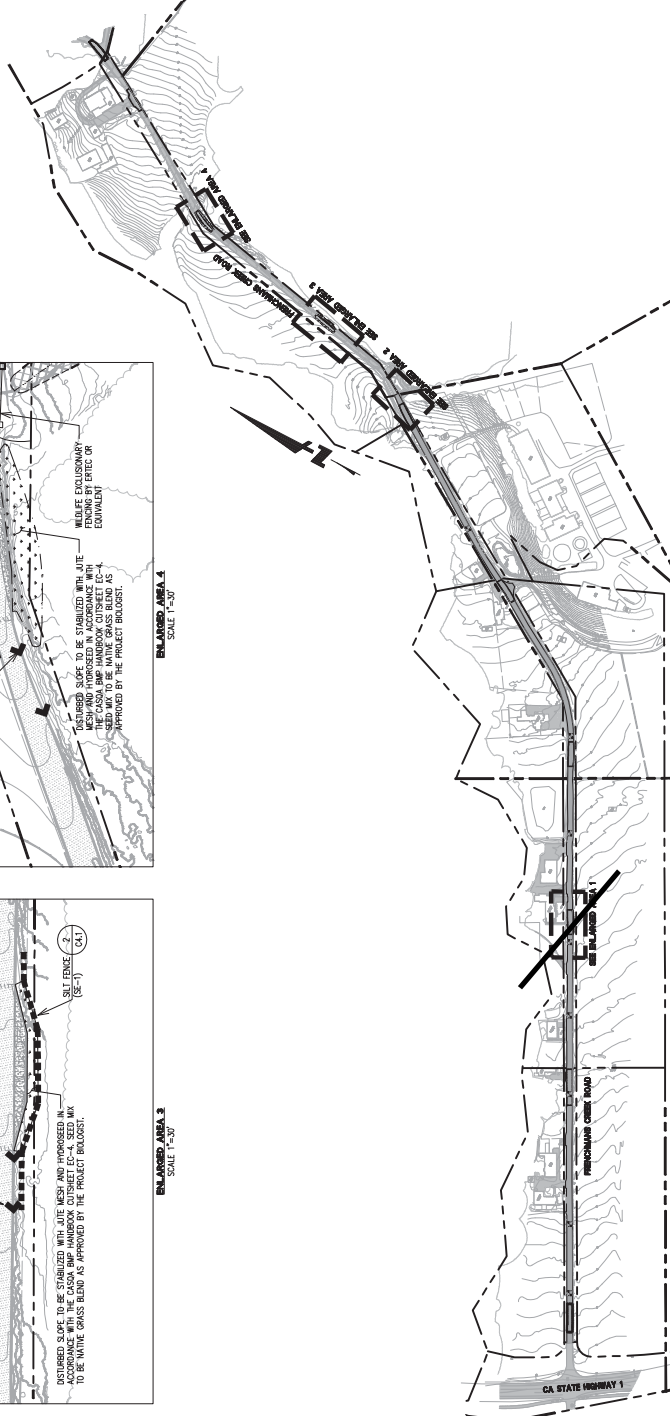 SEE ENLARGED AREA 4
FRENCHMANS CREEK ROAD
SEE ENLARGED AREA 3
SEE ENLARGED AREA 2
WILDLIFE EXCLUSIONARY
FENCING BY ERTEC OR
EQUIVALENT
DISTURBED SLOPE TO BE STABILIZED WITH JUTE
MESH AND HYDROSEED IN ACCORDANCE WITH
THE CASQA BMP HANDBOOK CUTSHEET EC-4.
SEED MIX TO BE NATIVE GRASS BLEND AS
APPROVED BY THE PROJECT BIOLOGIST.
ENLARGED AREA 4
SCALE 1"=30'
SILT FENCE
(SE-1)
2
C4.1
DISTURBED SLOPE TO BE STABILIZED WITH JUTE MESH AND HYDROSEED IN
ACCORDANCE WITH THE CASQA BMP HANDBOOK CUTSHEET EC-4. SEED MIX
TO BE NATIVE GRASS BLEND AS APPROVED BY THE PROJECT BIOLOGIST.
ENLARGED AREA 3
SCALE 1"=30'
SEE ENLARGED AREA 1
FRENCHMANS CREEK ROAD
CA STATE HIGHWAY 1